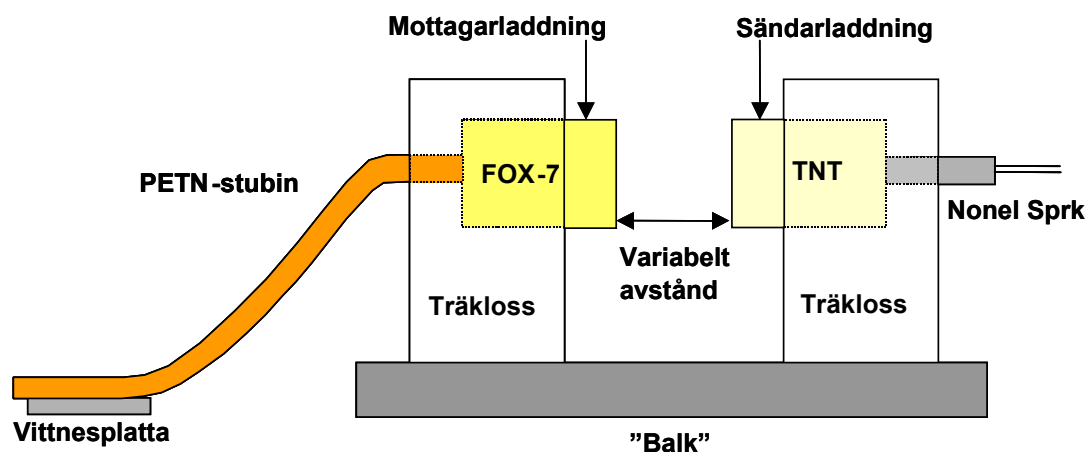 Mottagarladdning
Sändarladdning
PETN-stubin
FOX-7
TNT
Nonel Sprk
Variabelt
avstånd
Träkloss
Träkloss
Vittnesplatta
”Balk”